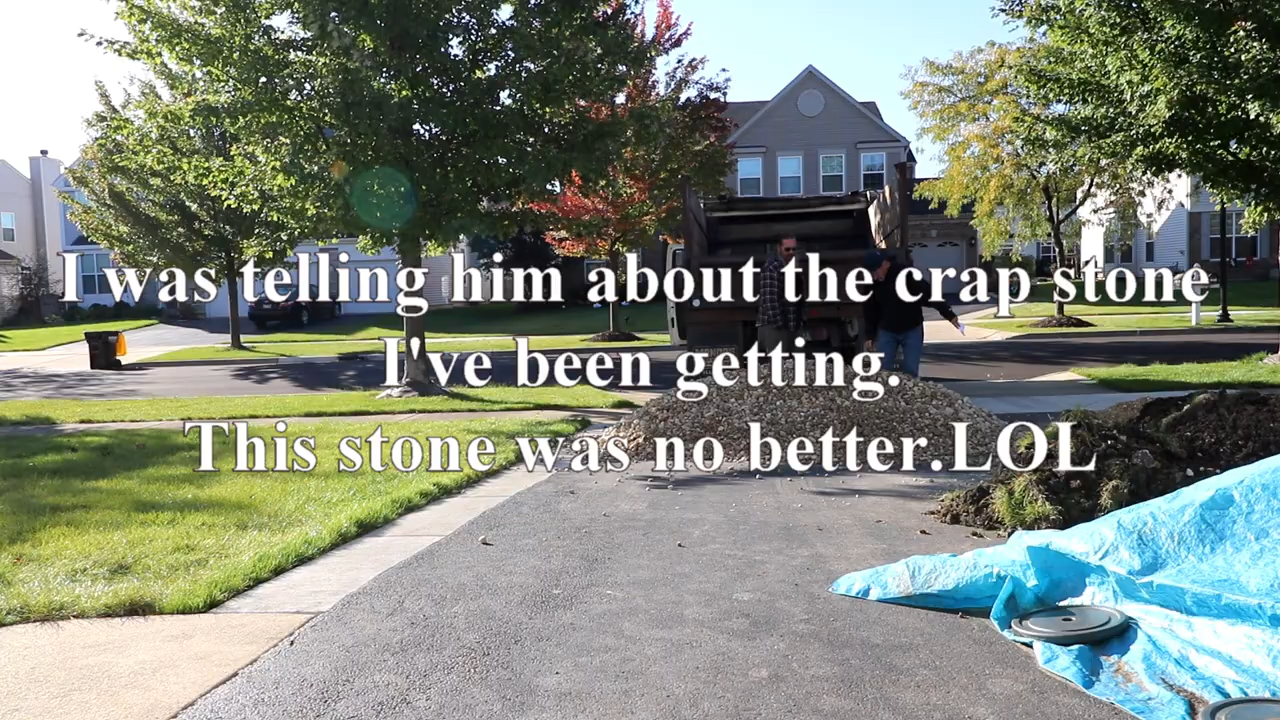 I was telling him about the crap stone
I've been getting.
This stone was no better.LOL